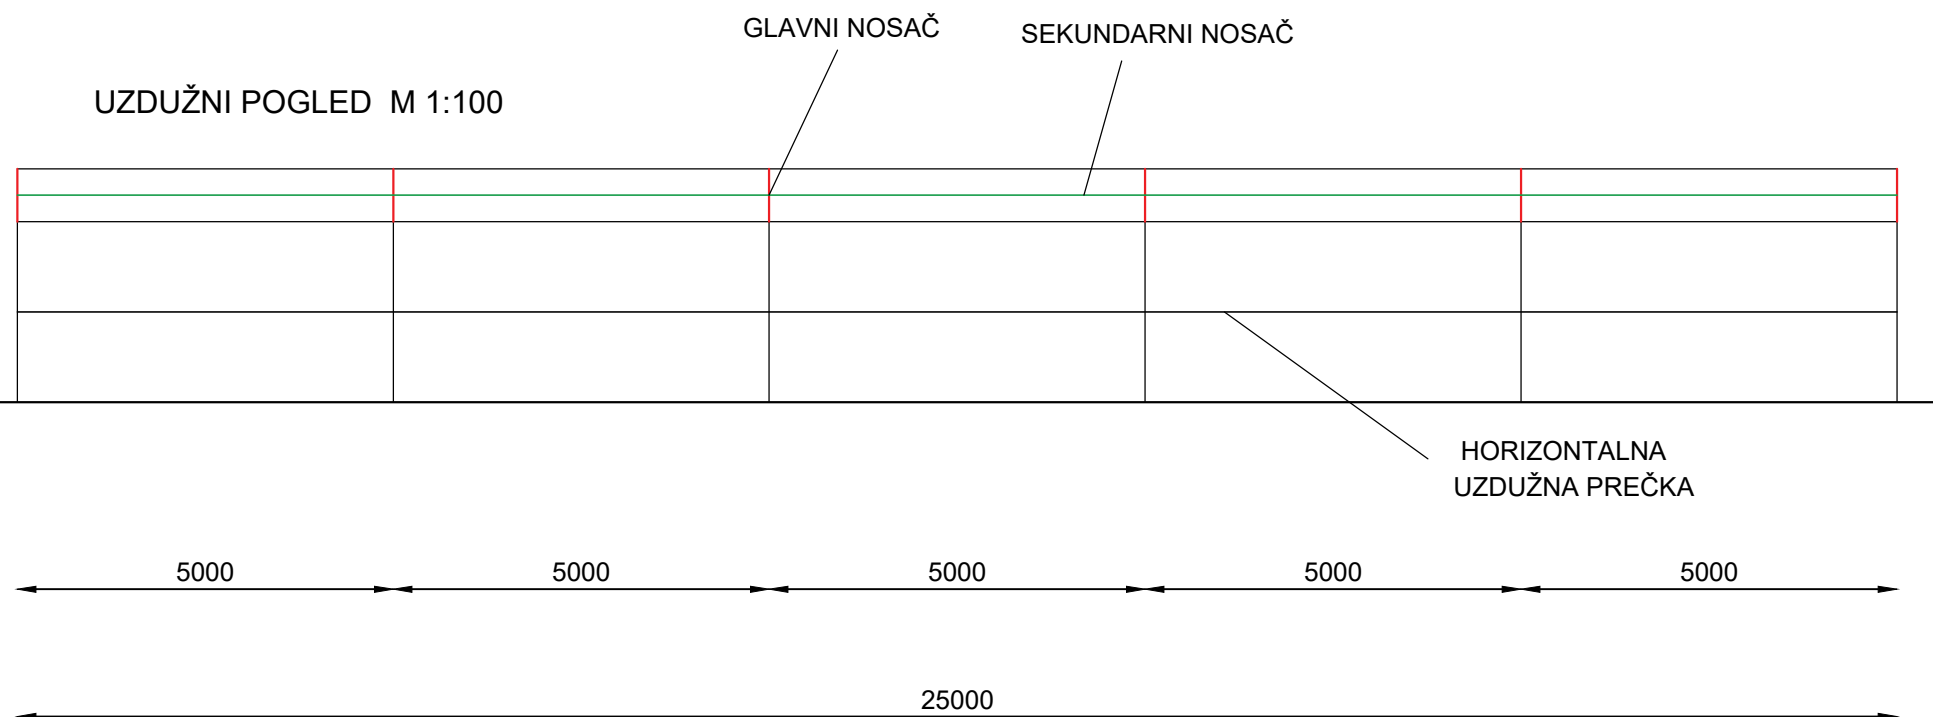 GLAVNI NOSAČ
SEKUNDARNI NOSAČ
UZDUŽNI POGLED M 1:100
HORIZONTALNA
UZDUŽNA PREČKA
5000
5000
5000
5000
5000
25000